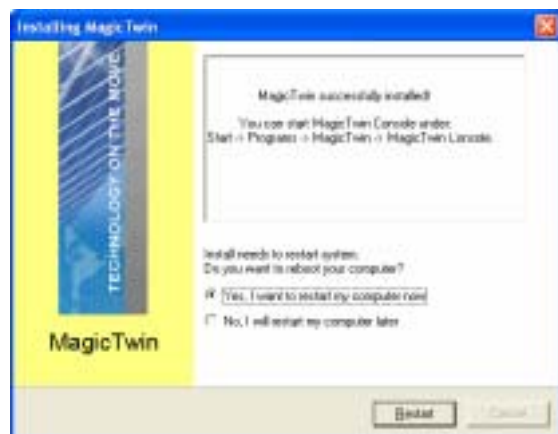 Installing MagicTwin
TECHNOLOGY ON THE MOVE
MagicTwin
MagicTwin successfully installed!
You can start MagicTwin Console under:
Start -> Programs -> MagicTwin -> MagicTwin Console.
Install needs to restart system.
Do you want to reboot your computer?
Yes, I want to restart my computer now
No, I will restart my computer later
Restart
Cancel